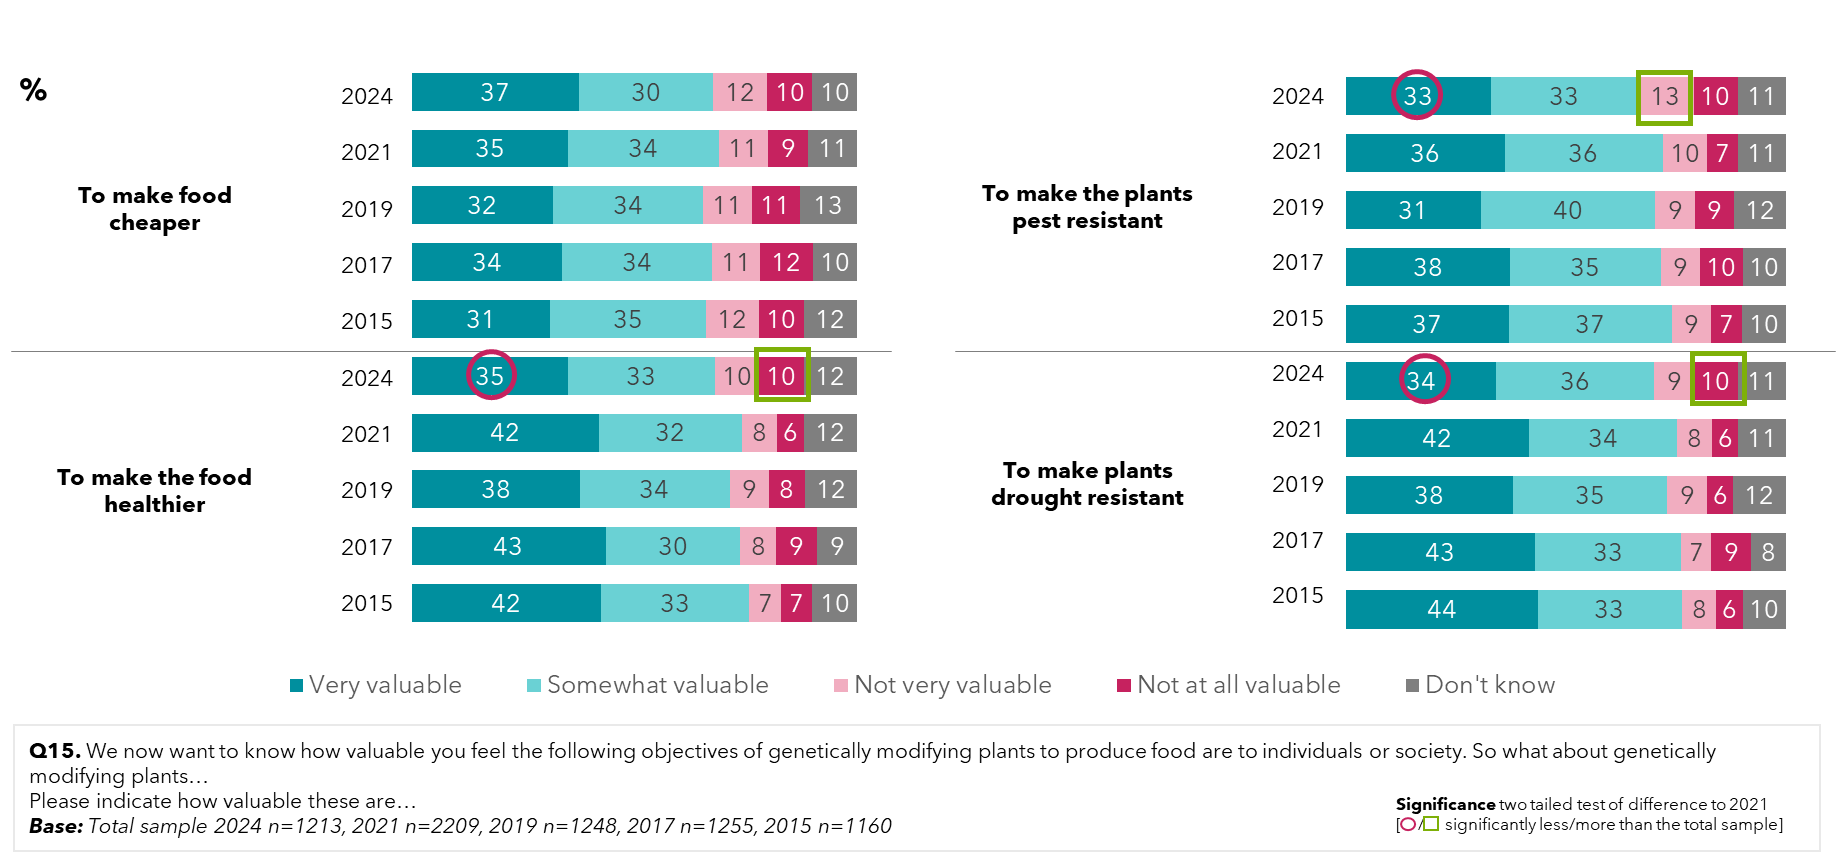 %
To make food
cheaper
2024 37 30 12 10 10
2021 35 34 11 9 11
2019 32 34 11 11 13
2017 34 34 11 12 10
2015 31 35 12 10 12
To make the food
healthier
2024 35 33 10 10 12
2021 42 32 8 6 12
2019 38 34 9 8 12
2017 43 30 8 9 9
2015 42 33 7 7 10
To make the plants
pest resistant
2024 33 33 13 10 11
2021 36 36 10 7 11
2019 31 40 9 9 12
2017 38 35 9 10 10
2015 37 37 9 7 10
To make plants
drought resistant
2024 34 36 9 10 11
2021 42 34 8 6 11
2019 38 35 9 6 12
2017 43 33 7 9 8
2015 44 33 8 6 10
Very valuable Somewhat valuable Not very valuable Not at all valuable Don't know
Q15. We now want to know how valuable you feel the following objectives of genetically modifying plants to produce food are to individuals or society. So what about genetically
modifying plants…
Please indicate how valuable these are…
Base: Total sample 2024 n=1213, 2021 n=2209, 2019 n=1248, 2017 n=1255, 2015 n=1160
Significance two tailed test of difference to 2021
[O/□ significantly less/more than the total sample]